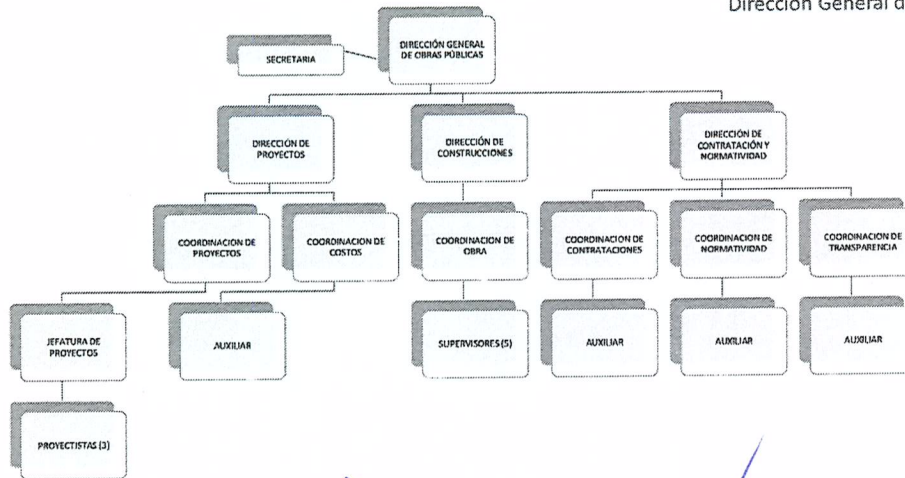 Dirección General d
DIRECCIÓN GENERAL
DE OBRAS PÚBLICAS
SECRETARIA
DIRECCIÓN DE
PROYECTOS
DIRECCIÓN DE
CONSTRUCCIONES
DIRECCIÓN DE
CONTRATACIÓN Y
NORMATIVIDAD
COORDINACION DE
PROYECTOS
COORDINACION DE
COSTOS
COORDINACION DE
OBRA
COORDINACION DE
CONTRATACIONES
COORDINACION DE
NORMATIVIDAD
COORDINACION DE
TRANSPARENCIA
JEFATURA DE
PROYECTOS
AUXILIAR
SUPERVISORES (5)
AUXILIAR
AUXILIAR
AUXILIAR
PROYECTISTAS (3)